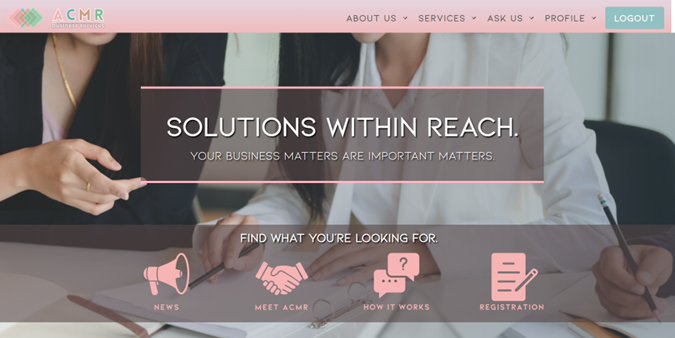 ACMR
ABOUT US SERVICES ASK US PROFILE LOGOUT
SOLUTIONS WITHIN REACH.
YOUR BUSINESS MATTERS ARE IMPORTANT MATTERS.
FIND WHAT YOU'RE LOOKING FOR.
NEWS MEET ACMR HOW IT WORKS REGISTRATION